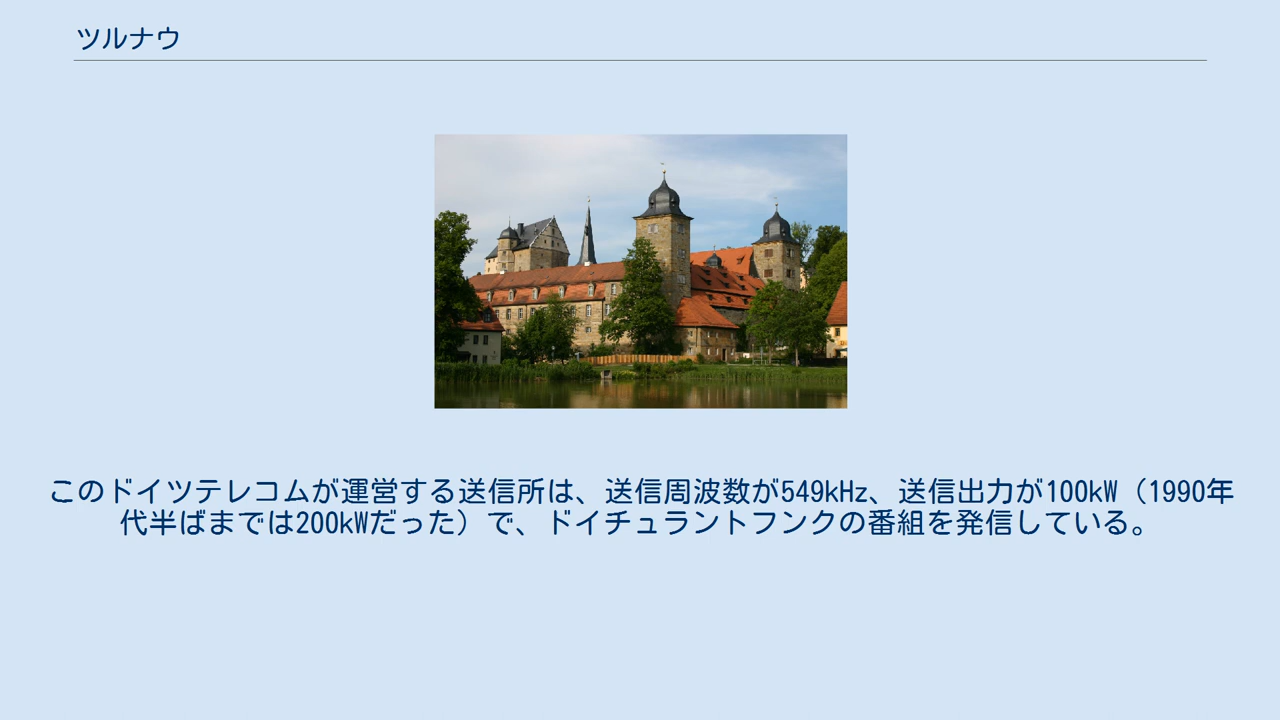 ツルナウ
このドイツテレコムが運営する送信所は、送信周波数が549kHz、送信出力が100kW（1990年
代半ばまでは200kWだった）で、ドイチュラントフンクの番組を発信している。